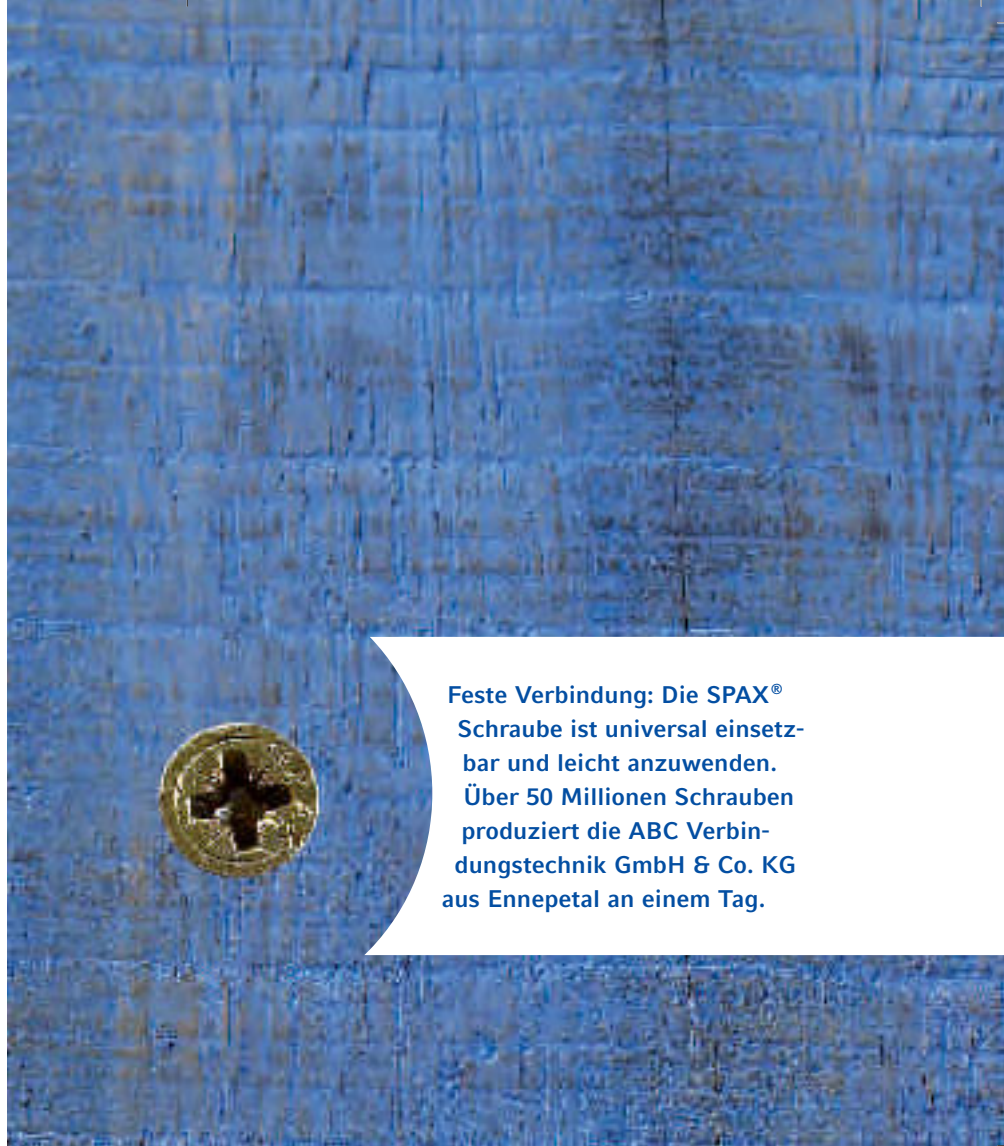 Feste Verbindung: Die SPAX®
Schraube ist universal einsetz-
bar und leicht anzuwenden.
Über 50 Millionen Schrauben
produziert die ABC Verbin-
dungstechnik GmbH & Co. KG
aus Ennepetal an einem Tag.